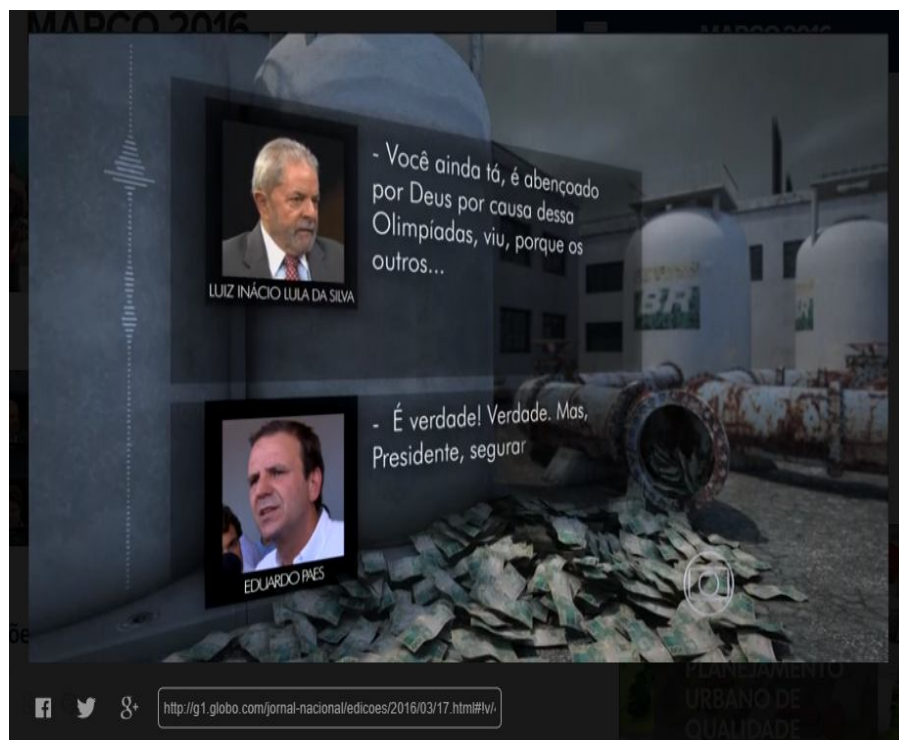 MARÇO 2016
LUIZ INÁCIO LULA DA SILVA
- Você ainda tá, é abençoado
por Deus por causa dessa
Olimpíadas, viu, porque os
outros...
BR
EDUARDO PAES
- É verdade! Verdade. Mas,
Presidente, segurar
http://g1.globo.com/jornal-nacional/edicoes/2016/03/17.html#!v/
PLANEJAMENTO
URBANO DE
QUALIDADE